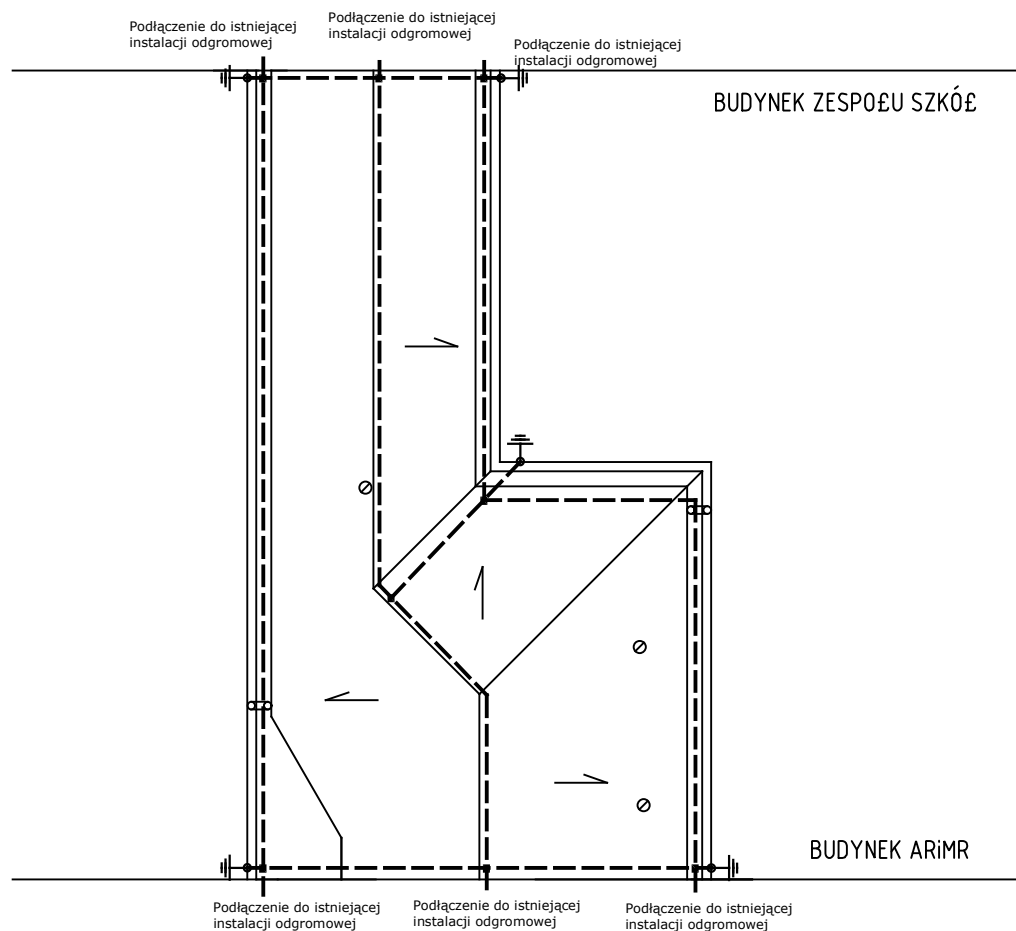 Podłączenie do istniejącej
instalacji odgromowej
Podłączenie do istniejącej
instalacji odgromowej
Podłączenie do istniejącej
instalacji odgromowej
BUDYNEK ZESPO£U SZKÓ£
BUDYNEK ARiMR
Podłączenie do istniejącej
instalacji odgromowej
Podłączenie do istniejącej
instalacji odgromowej
Podłączenie do istniejącej
instalacji odgromowej